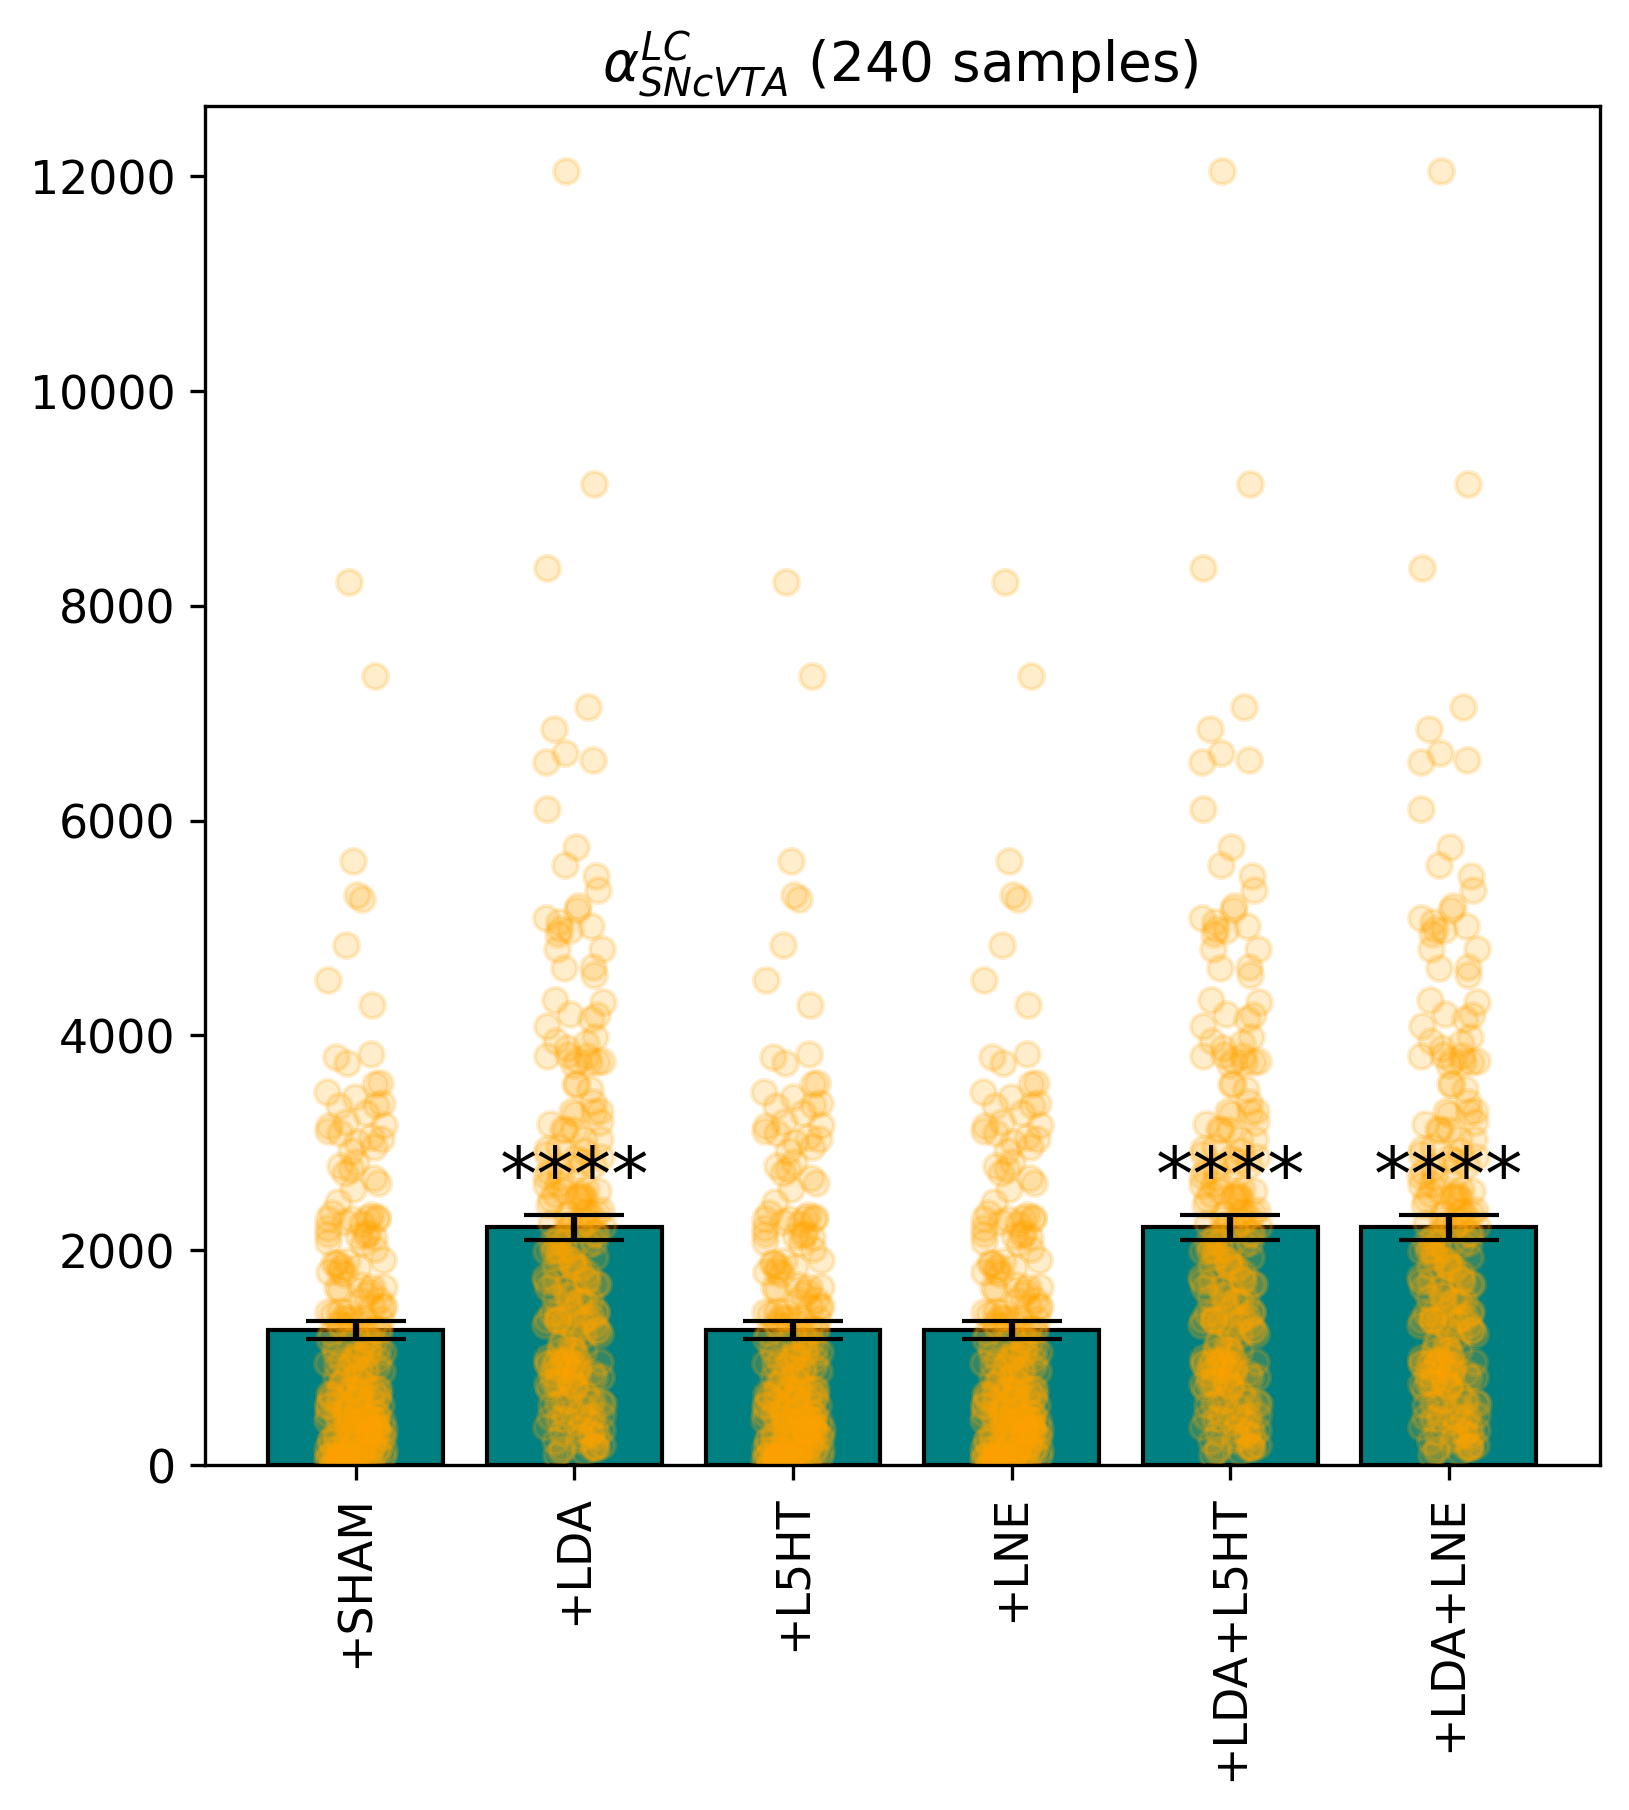 α^{LC}_{SNcVTA} (240 samples)
12000
10000
8000
6000
4000
2000
0
**** **** ****
+SHAM
+LDA
+L5HT
+LNE
+LDA+L5HT
+LDA+LNE